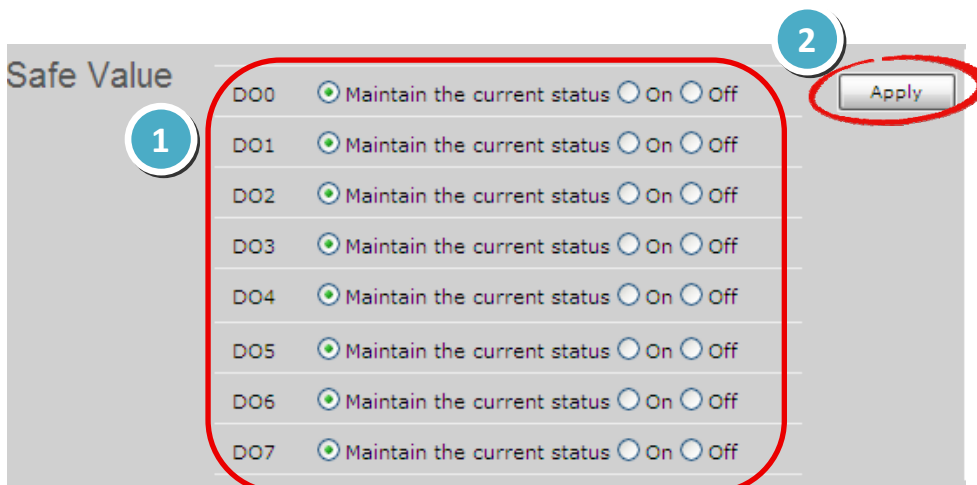 2
Safe Value
Apply
1
DO0 Maintain the current status On Off
DO1 Maintain the current status On Off
DO2 Maintain the current status On Off
DO3 Maintain the current status On Off
DO4 Maintain the current status On Off
DO5 Maintain the current status On Off
DO6 Maintain the current status On Off
DO7 Maintain the current status On Off